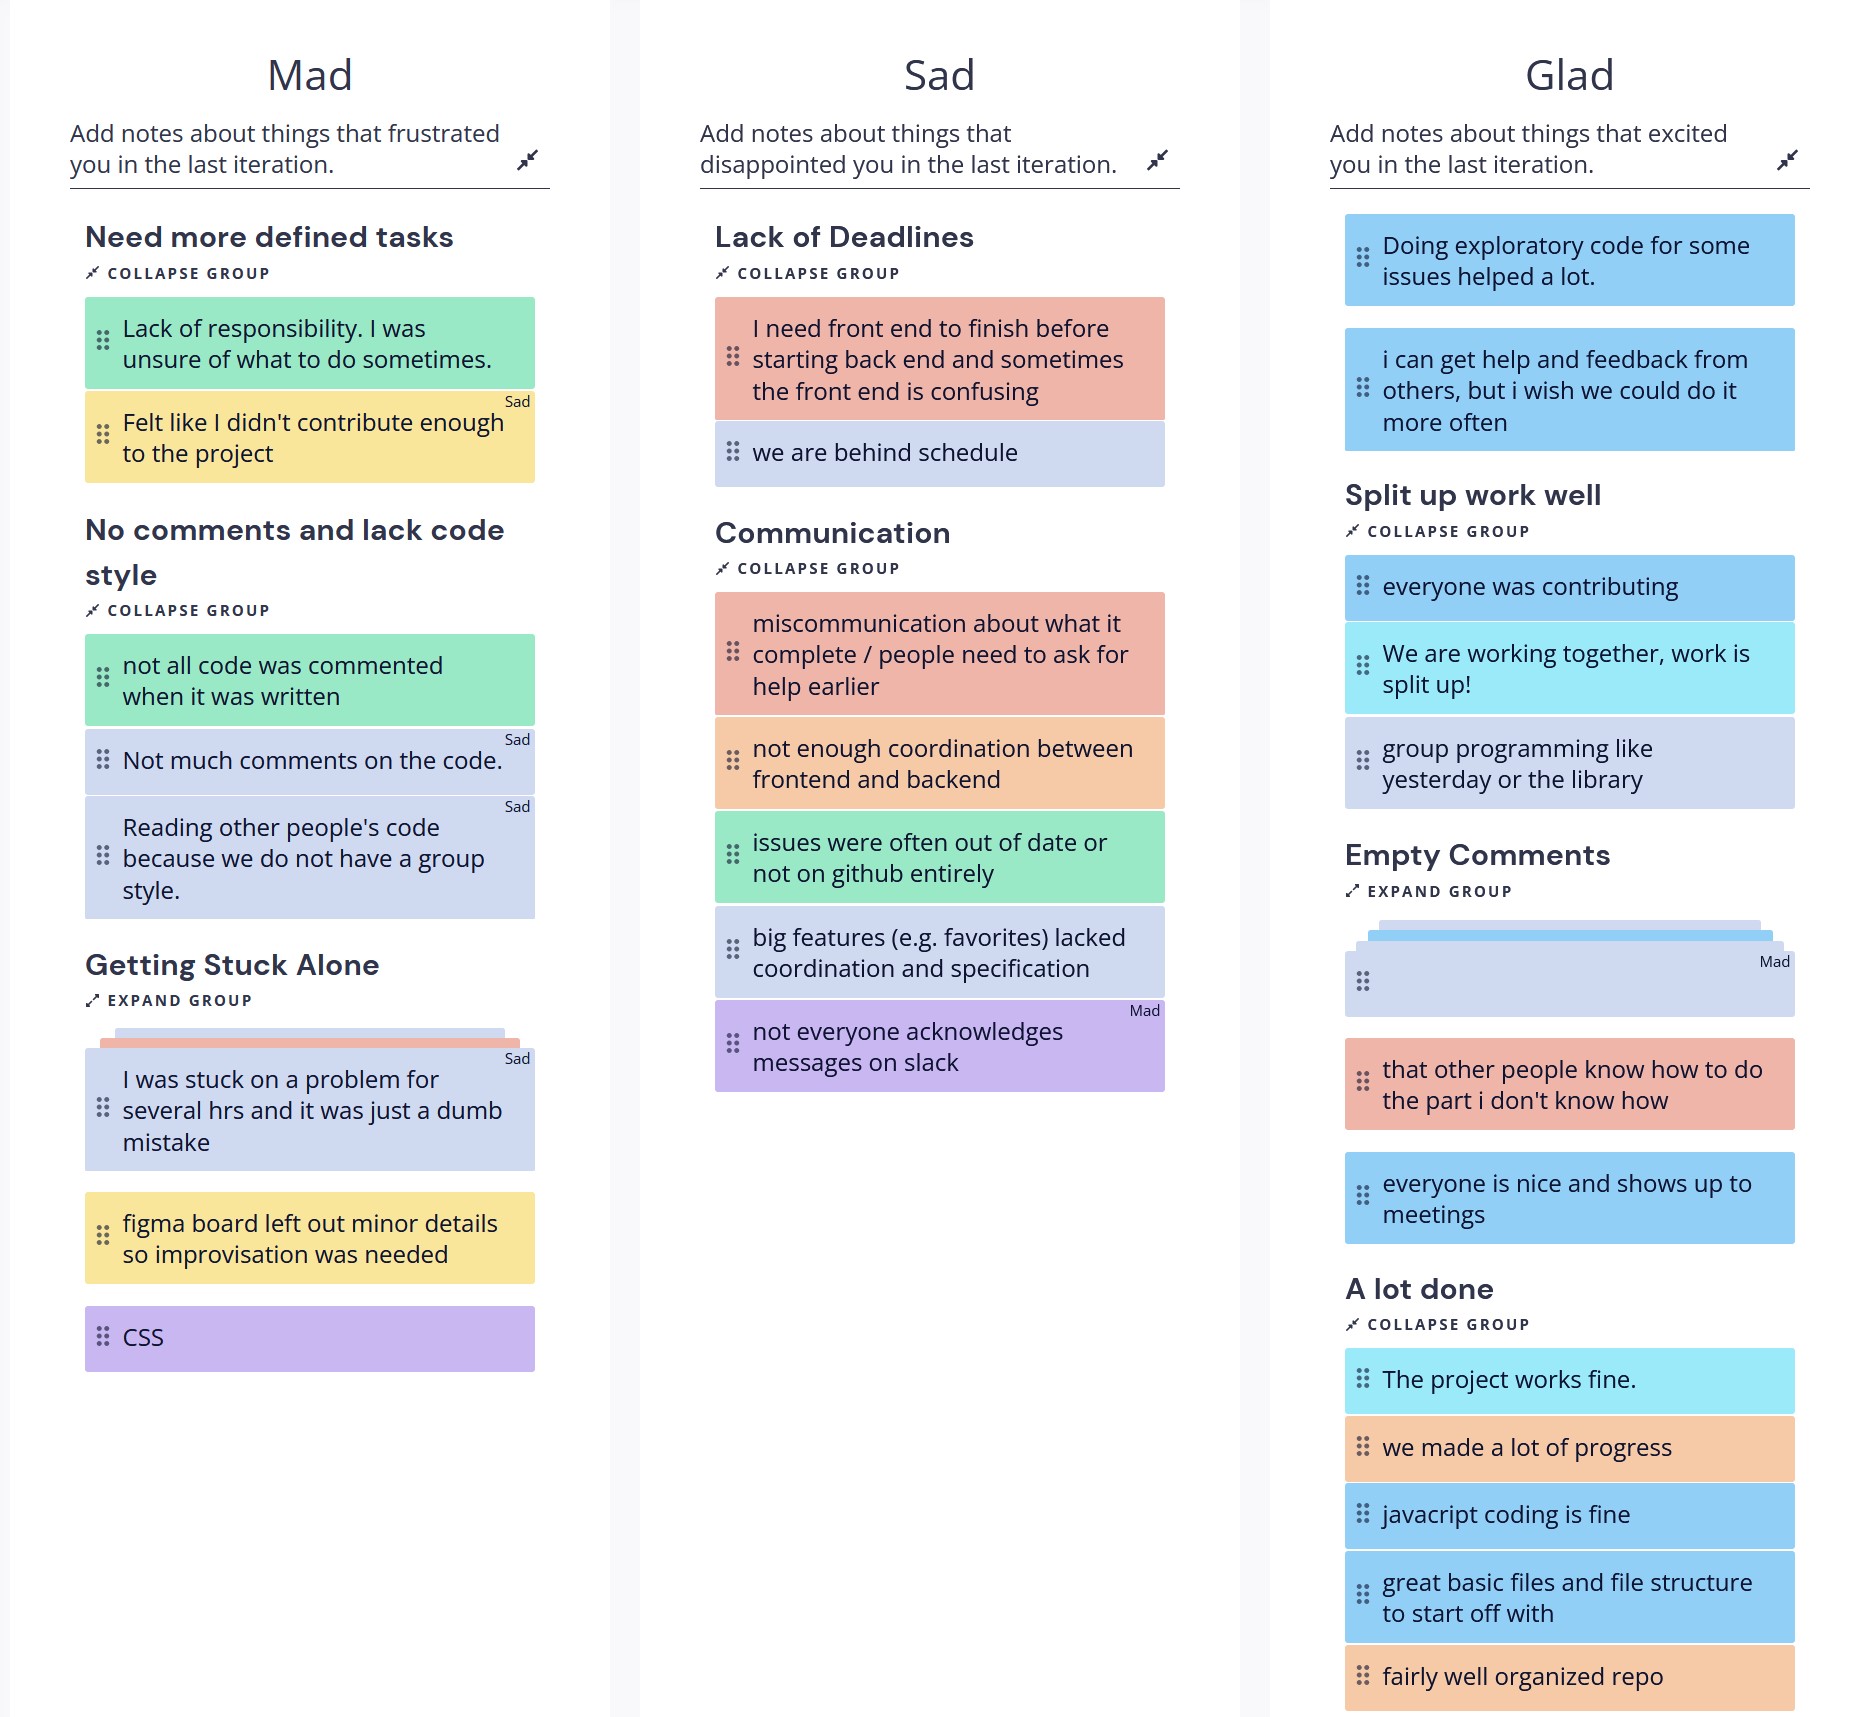 Mad
Add notes about things that frustrated
you in the last iteration.
Need more defined tasks
COLLAPSE GROUP
Lack of responsibility. I was
unsure of what to do sometimes.
Sad
Felt like I didn't contribute enough
to the project
No comments and lack code
style
COLLAPSE GROUP
not all code was commented
when it was written
Sad
Not much comments on the code.
Sad
Reading other people's code
because we do not have a group
style.
Getting Stuck Alone
EXPAND GROUP
Sad
I was stuck on a problem for
several hrs and it was just a dumb
mistake
figma board left out minor details
so improvisation was needed
CSS
Sad
Add notes about things that
disappointed you in the last iteration.
Lack of Deadlines
COLLAPSE GROUP
I need front end to finish before
starting back end and sometimes
the front end is confusing
we are behind schedule
Communication
COLLAPSE GROUP
miscommunication about what it
complete / people need to ask for
help earlier
not enough coordination between
frontend and backend
issues were often out of date or
not on github entirely
big features (e.g. favorites) lacked
coordination and specification
Mad
not everyone acknowledges
messages on slack
Glad
Add notes about things that excited
you in the last iteration.
Doing exploratory code for some
issues helped a lot.
i can get help and feedback from
others, but i wish we could do it
more often
Split up work well
COLLAPSE GROUP
everyone was contributing
We are working together, work is
split up!
group programming like
yesterday or the library
Empty Comments
EXPAND GROUP
Mad
that other people know how to do
the part i don't know how
everyone is nice and shows up to
meetings
A lot done
COLLAPSE GROUP
The project works fine.
we made a lot of progress
javacript coding is fine
great basic files and file structure
to start off with
fairly well organized repo